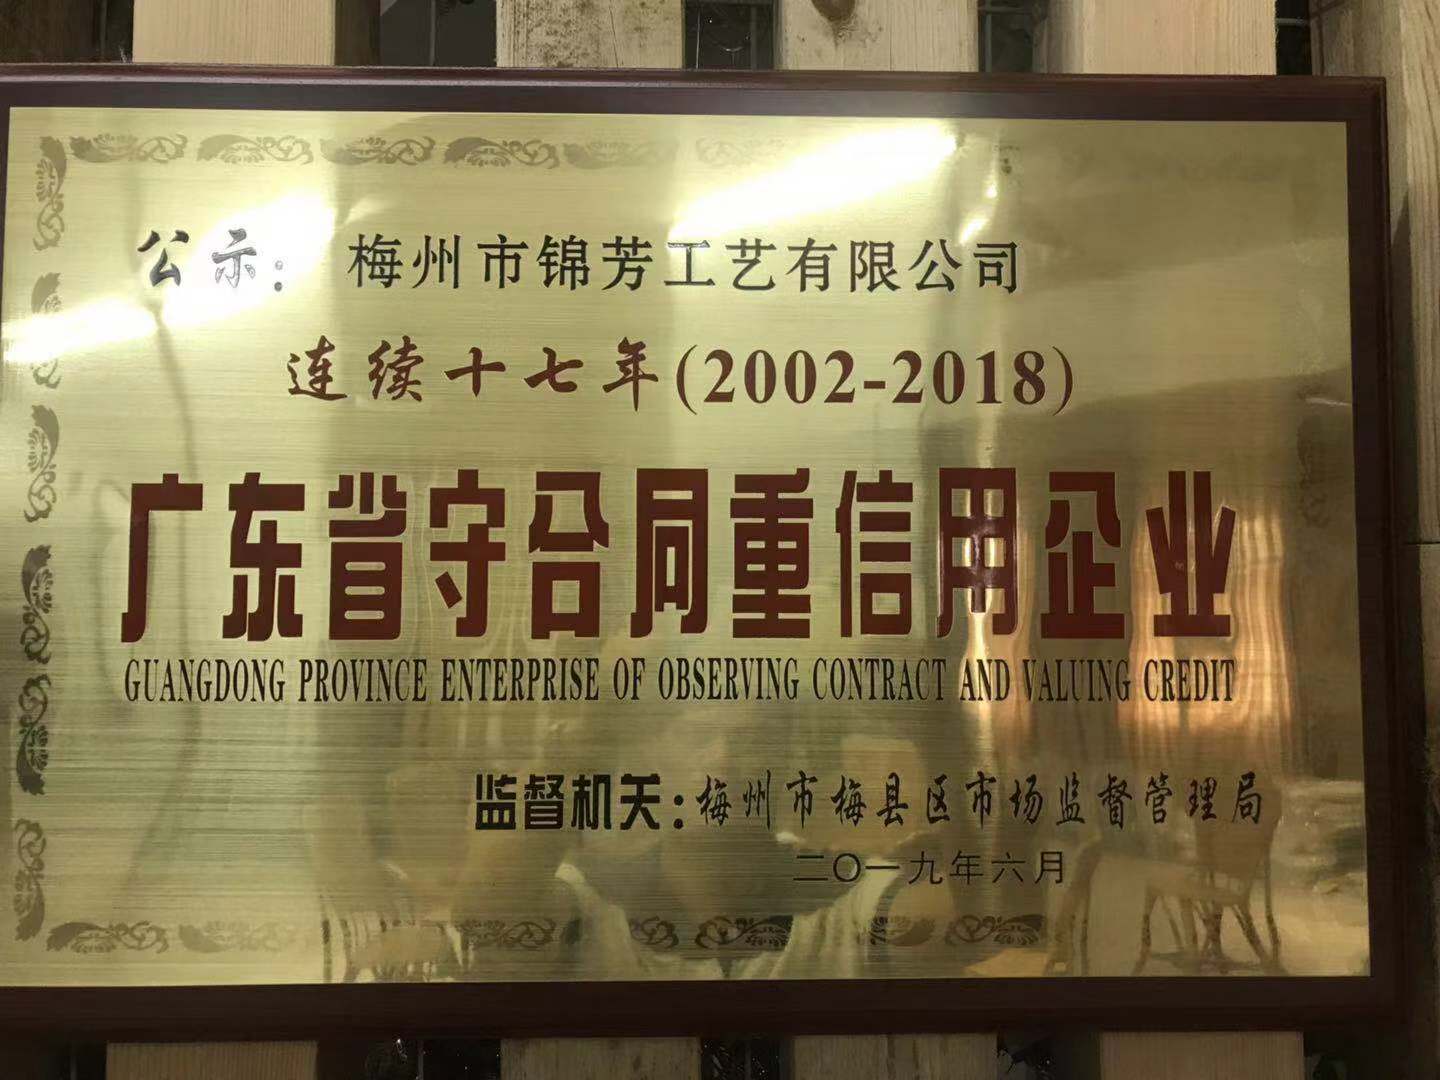 公示：梅州市锦芳工艺有限公司
连续十七年(2002-2018)
广东省守合同重信用企业
GUANGDONG PROVINCE ENTERPRISE OF OBSERVING CONTRACT AND VALUING CREDIT
监督机关：梅州市梅县区市场监督管理局
二〇一九年六月